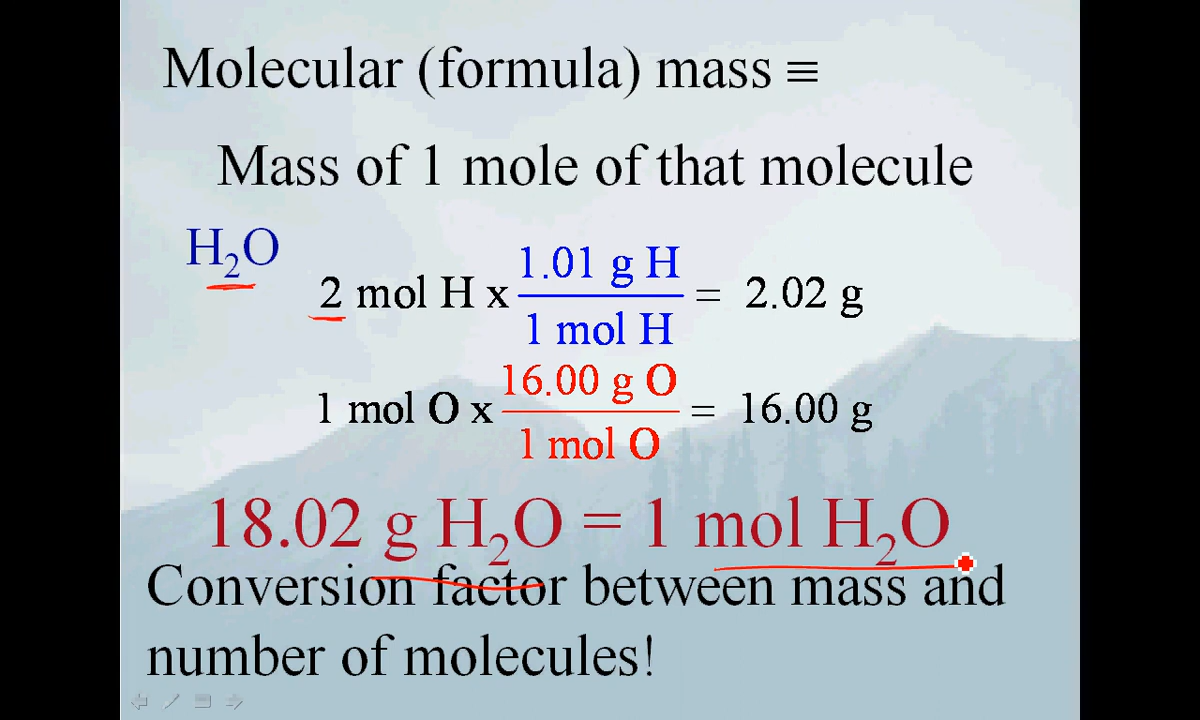 Molecular (formula) mass ≡
Mass of 1 mole of that molecule
H₂O
2 mol H x 1.01 g H / 1 mol H = 2.02 g
1 mol O x 16.00 g O / 1 mol O = 16.00 g
18.02 g H₂O = 1 mol H₂O
Conversion factor between mass and
number of molecules!